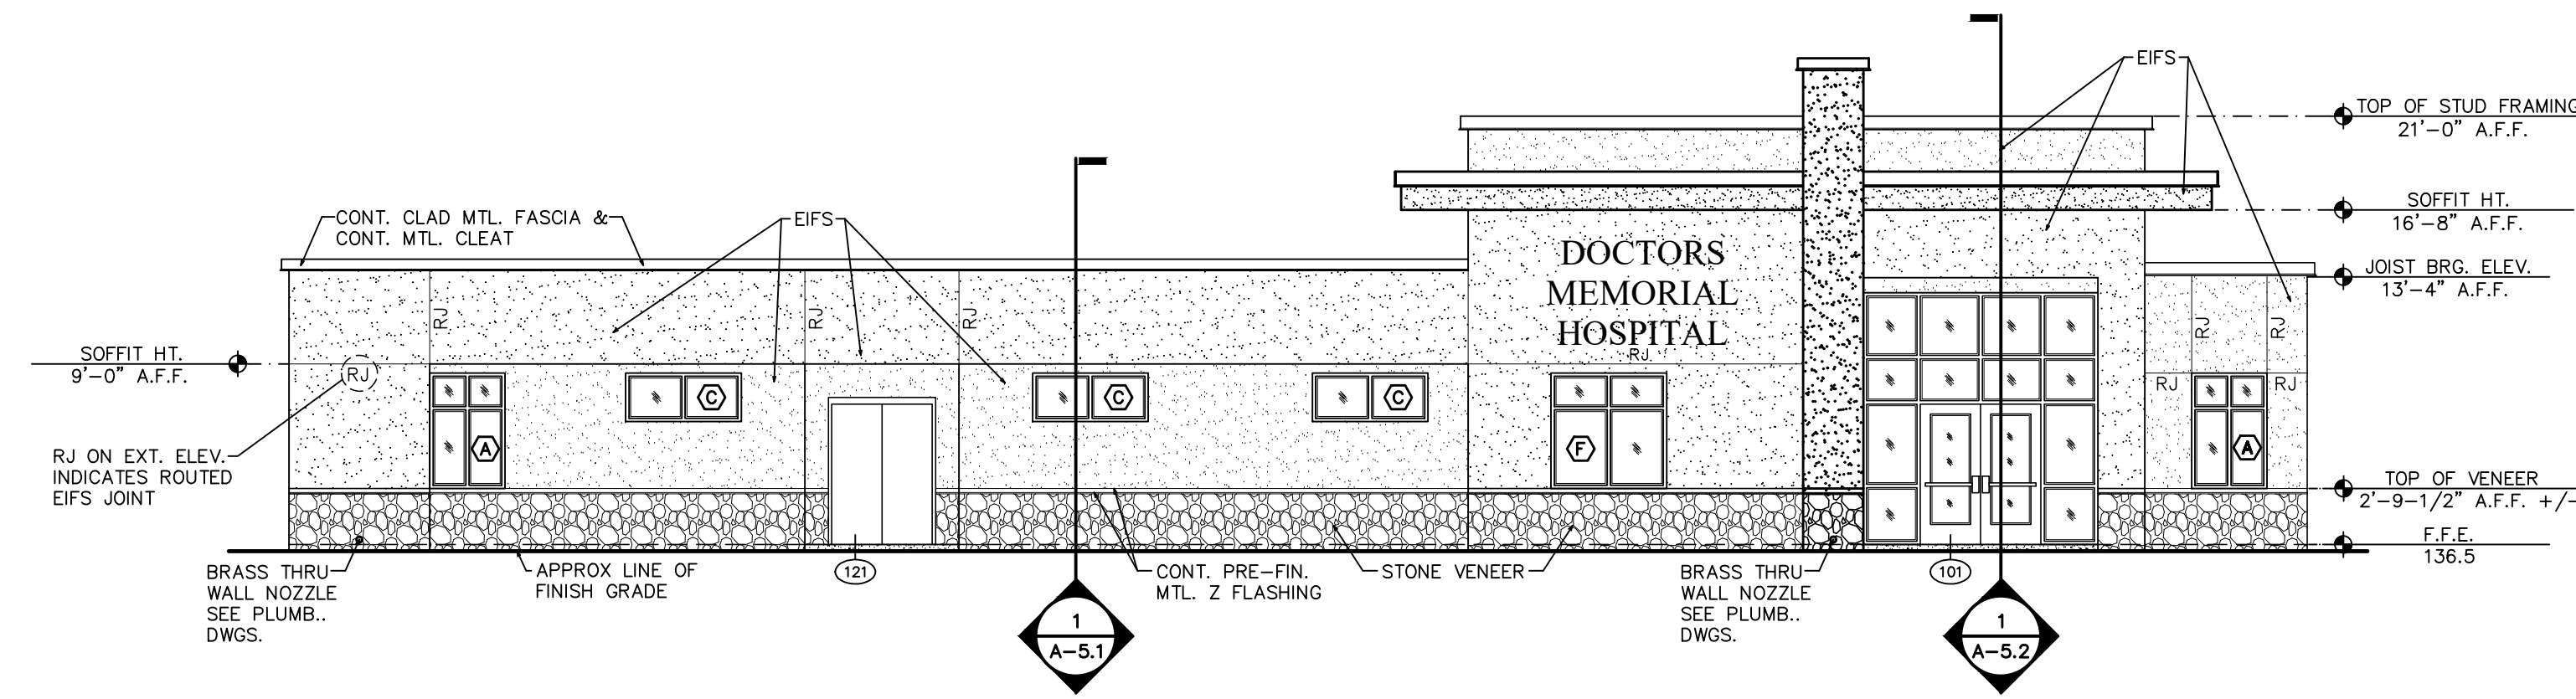 EIFS
TOP OF STUD FRAMING
21'-0" A.F.F.
SOFFIT HT.
16'-8" A.F.F.
JOIST BRG. ELEV.
13'-4" A.F.F.
CONT. CLAD MTL. FASCIA &
CONT. MTL. CLEAT
EIFS
DOCTORS
MEMORIAL
HOSPITAL
RJ
RJ
RJ
RJ
RJ
RJ
SOFFIT HT.
9'-0" A.F.F.
RJ
RJ
RJ
C
C
C
A
F
A
RJ ON EXT. ELEV.
INDICATES ROUTED
EIFS JOINT
TOP OF VENEER
2'-9-1/2" A.F.F. +/-
F.F.E.
136.5
BRASS THRU
WALL NOZZLE
SEE PLUMB..
DWGS.
APPROX LINE OF
FINISH GRADE
121
CONT. PRE-FIN.
MTL. Z FLASHING
STONE VENEER
BRASS THRU
WALL NOZZLE
SEE PLUMB..
DWGS.
101
1
A-5.1
1
A-5.2